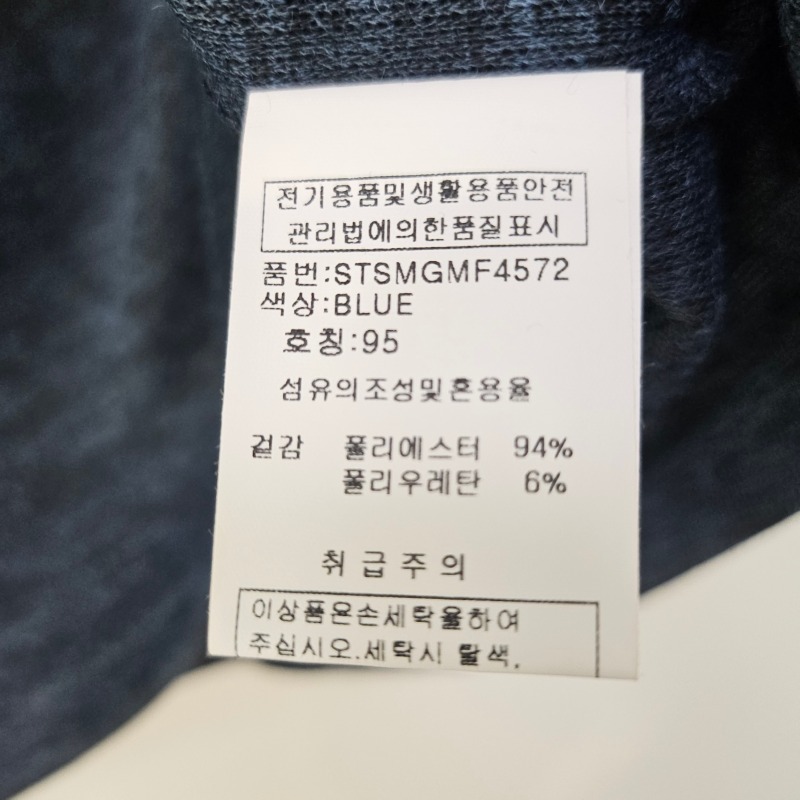 전기용품및생활용품안전
관리법에의한품질표시
품번:STSMGMF4572
색상:BLUE
호칭:95
섬유의조성및혼용율
겉감 폴리에스터 94%
폴리우레탄 6%
취급주의
이상품은손세탁을하여
주십시오.세탁시 탈색,